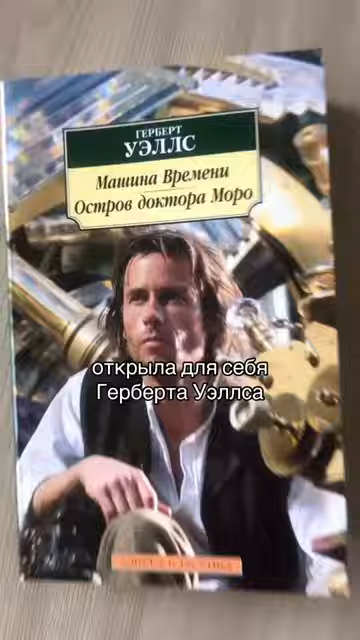 ГЕРБЕРТ
УЭЛЛС
Машина Времени
Остров доктора Моро
открыла для себя
Герберта Уэллса